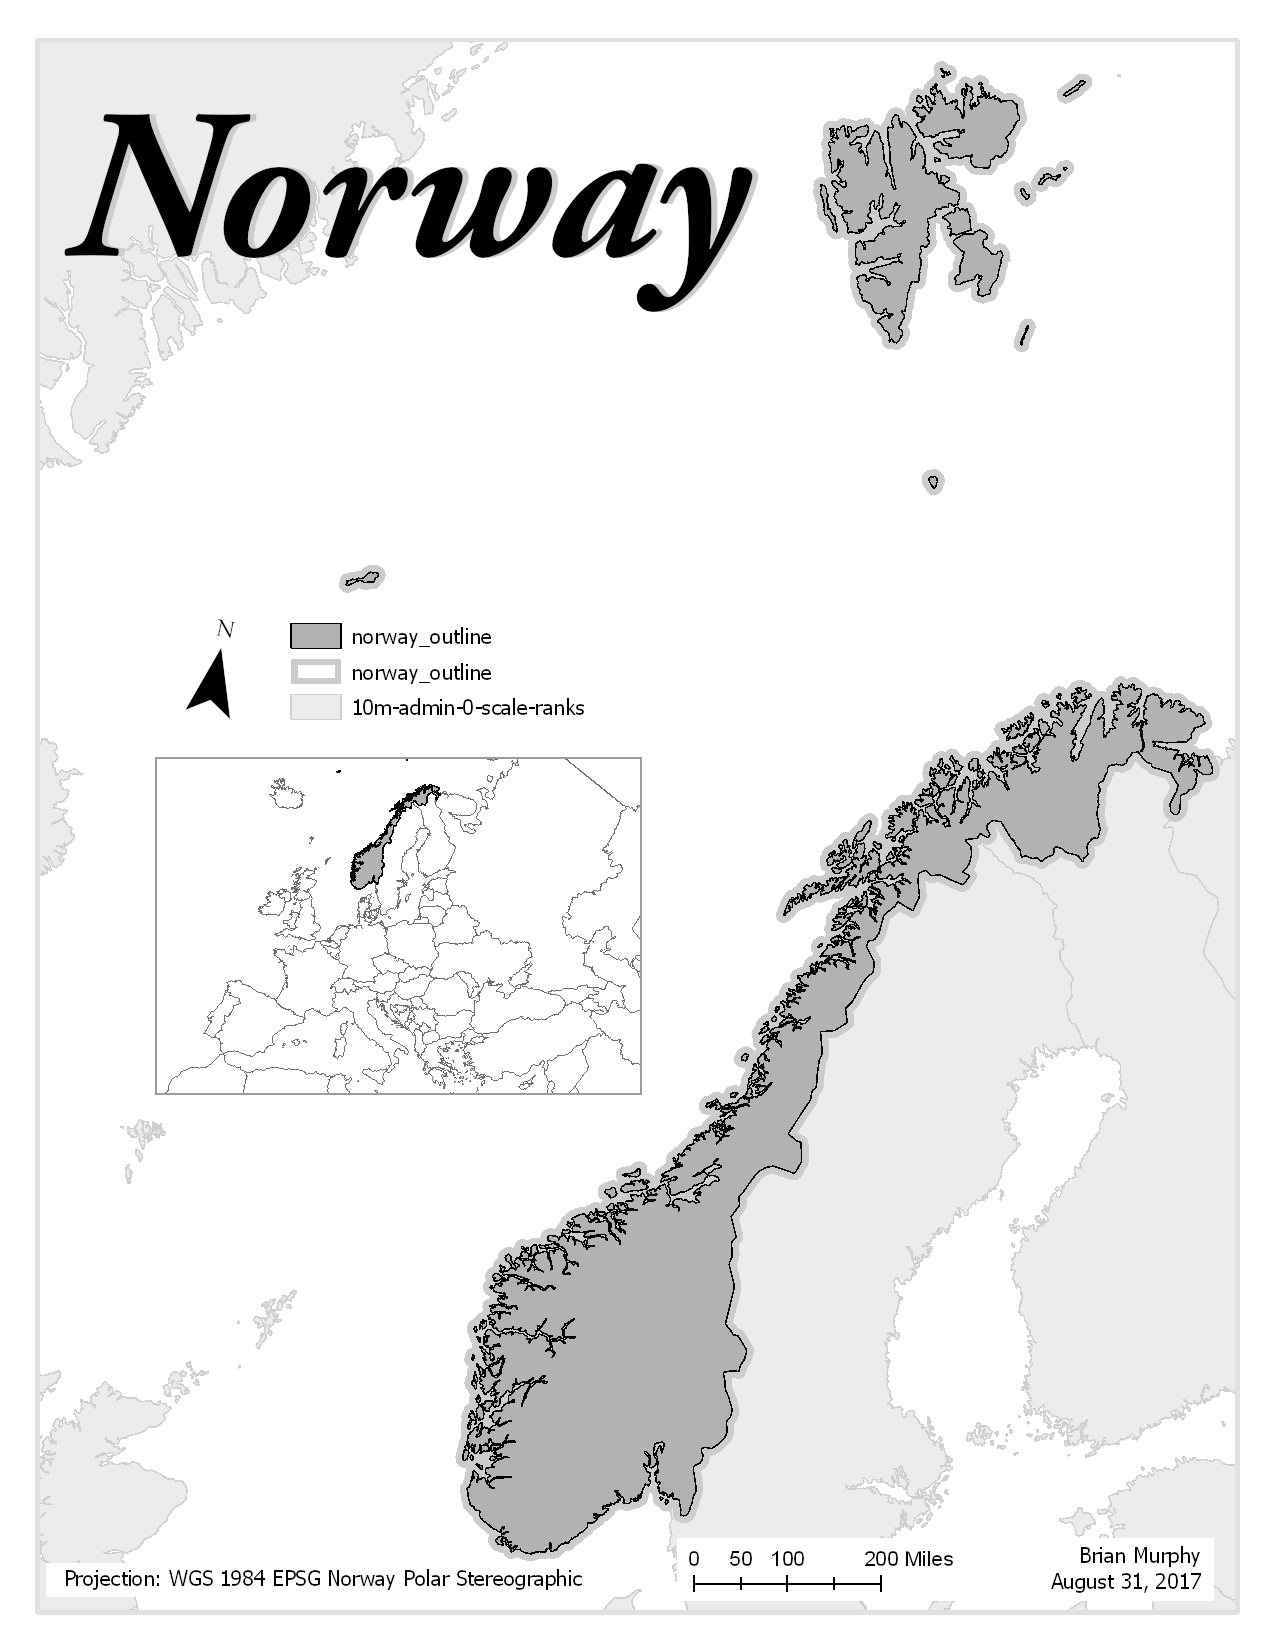 Norway
N
norway_outline
norway_outline
10m-admin-0-scale-ranks
0 50 100 200 Miles
Brian Murphy
August 31, 2017
Projection: WGS 1984 EPSG Norway Polar Stereographic